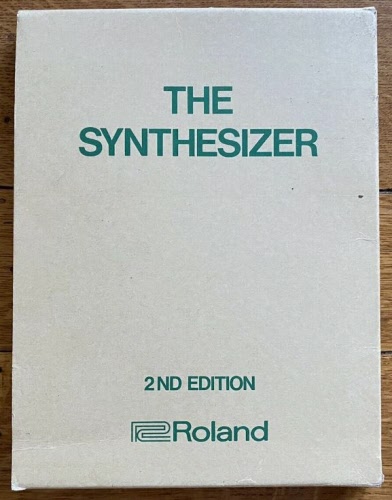 THE
SYNTHESIZER
2ND EDITION
Roland